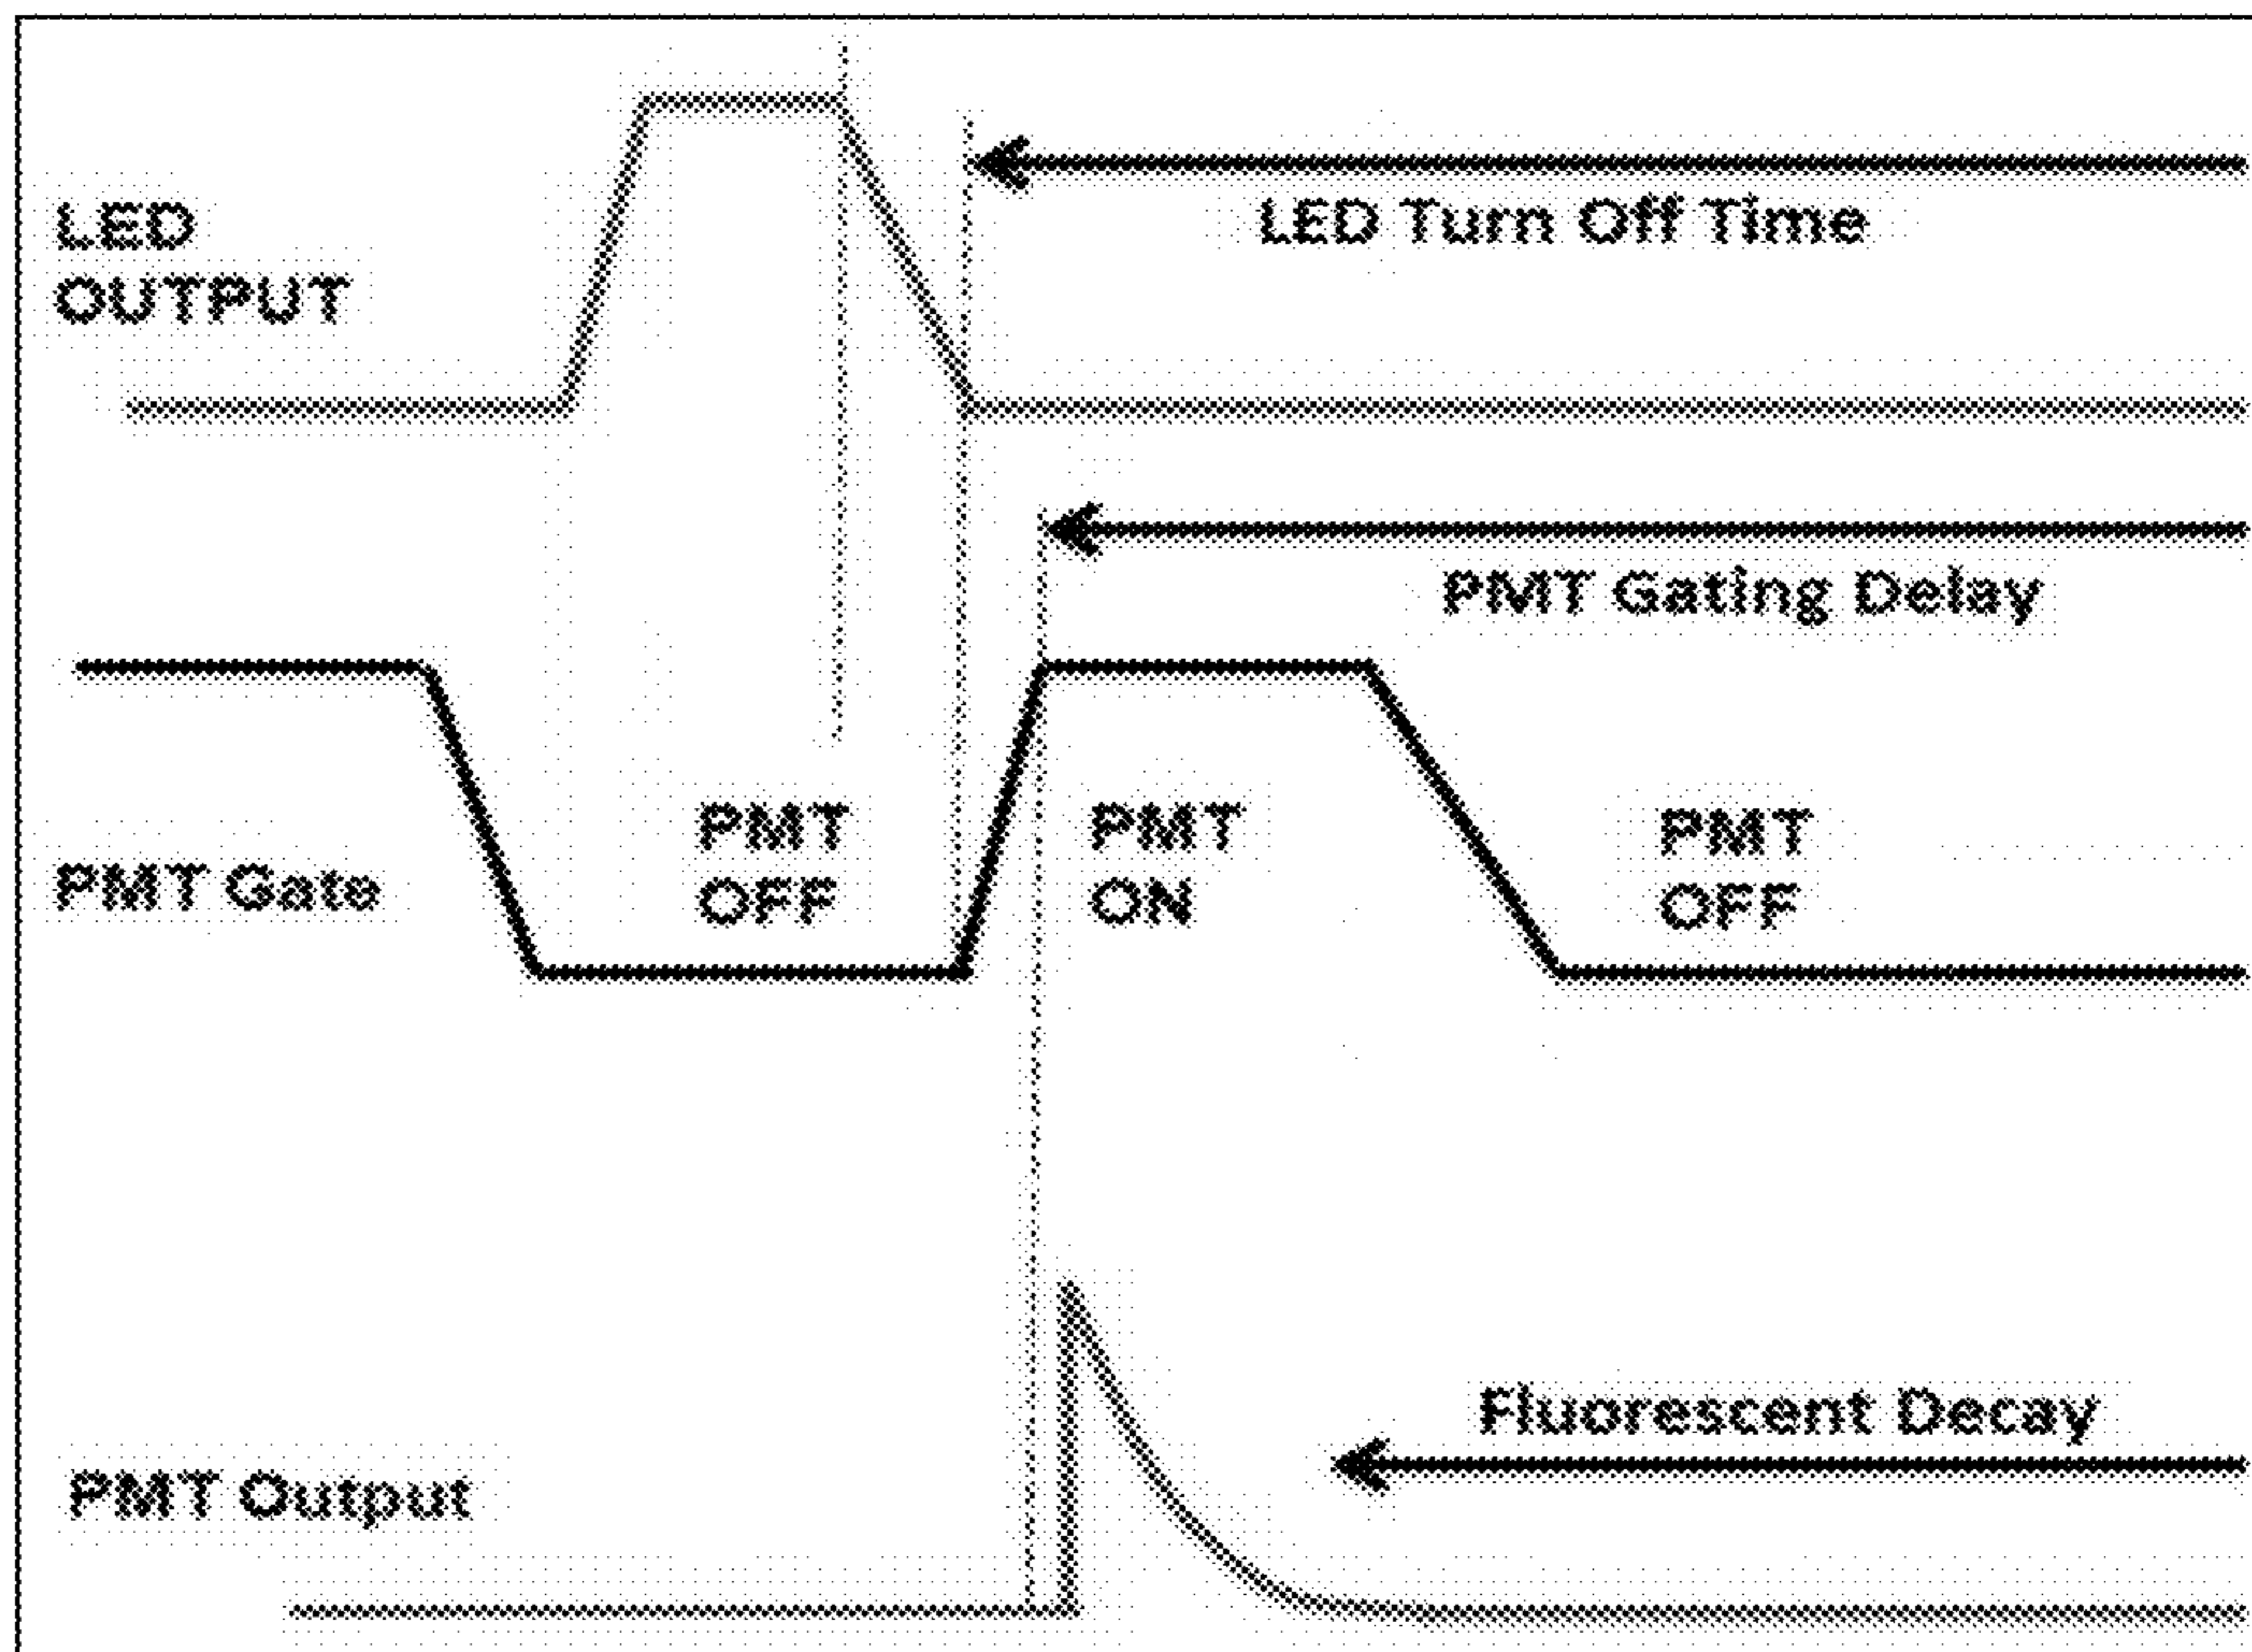 LED
OUTPUT
LED Turn Off Time
PMT Gating Delay
PMT Gate
PMT
OFF
PMT
ON
PMT
OFF
Fluorescent Decay
PMT Output